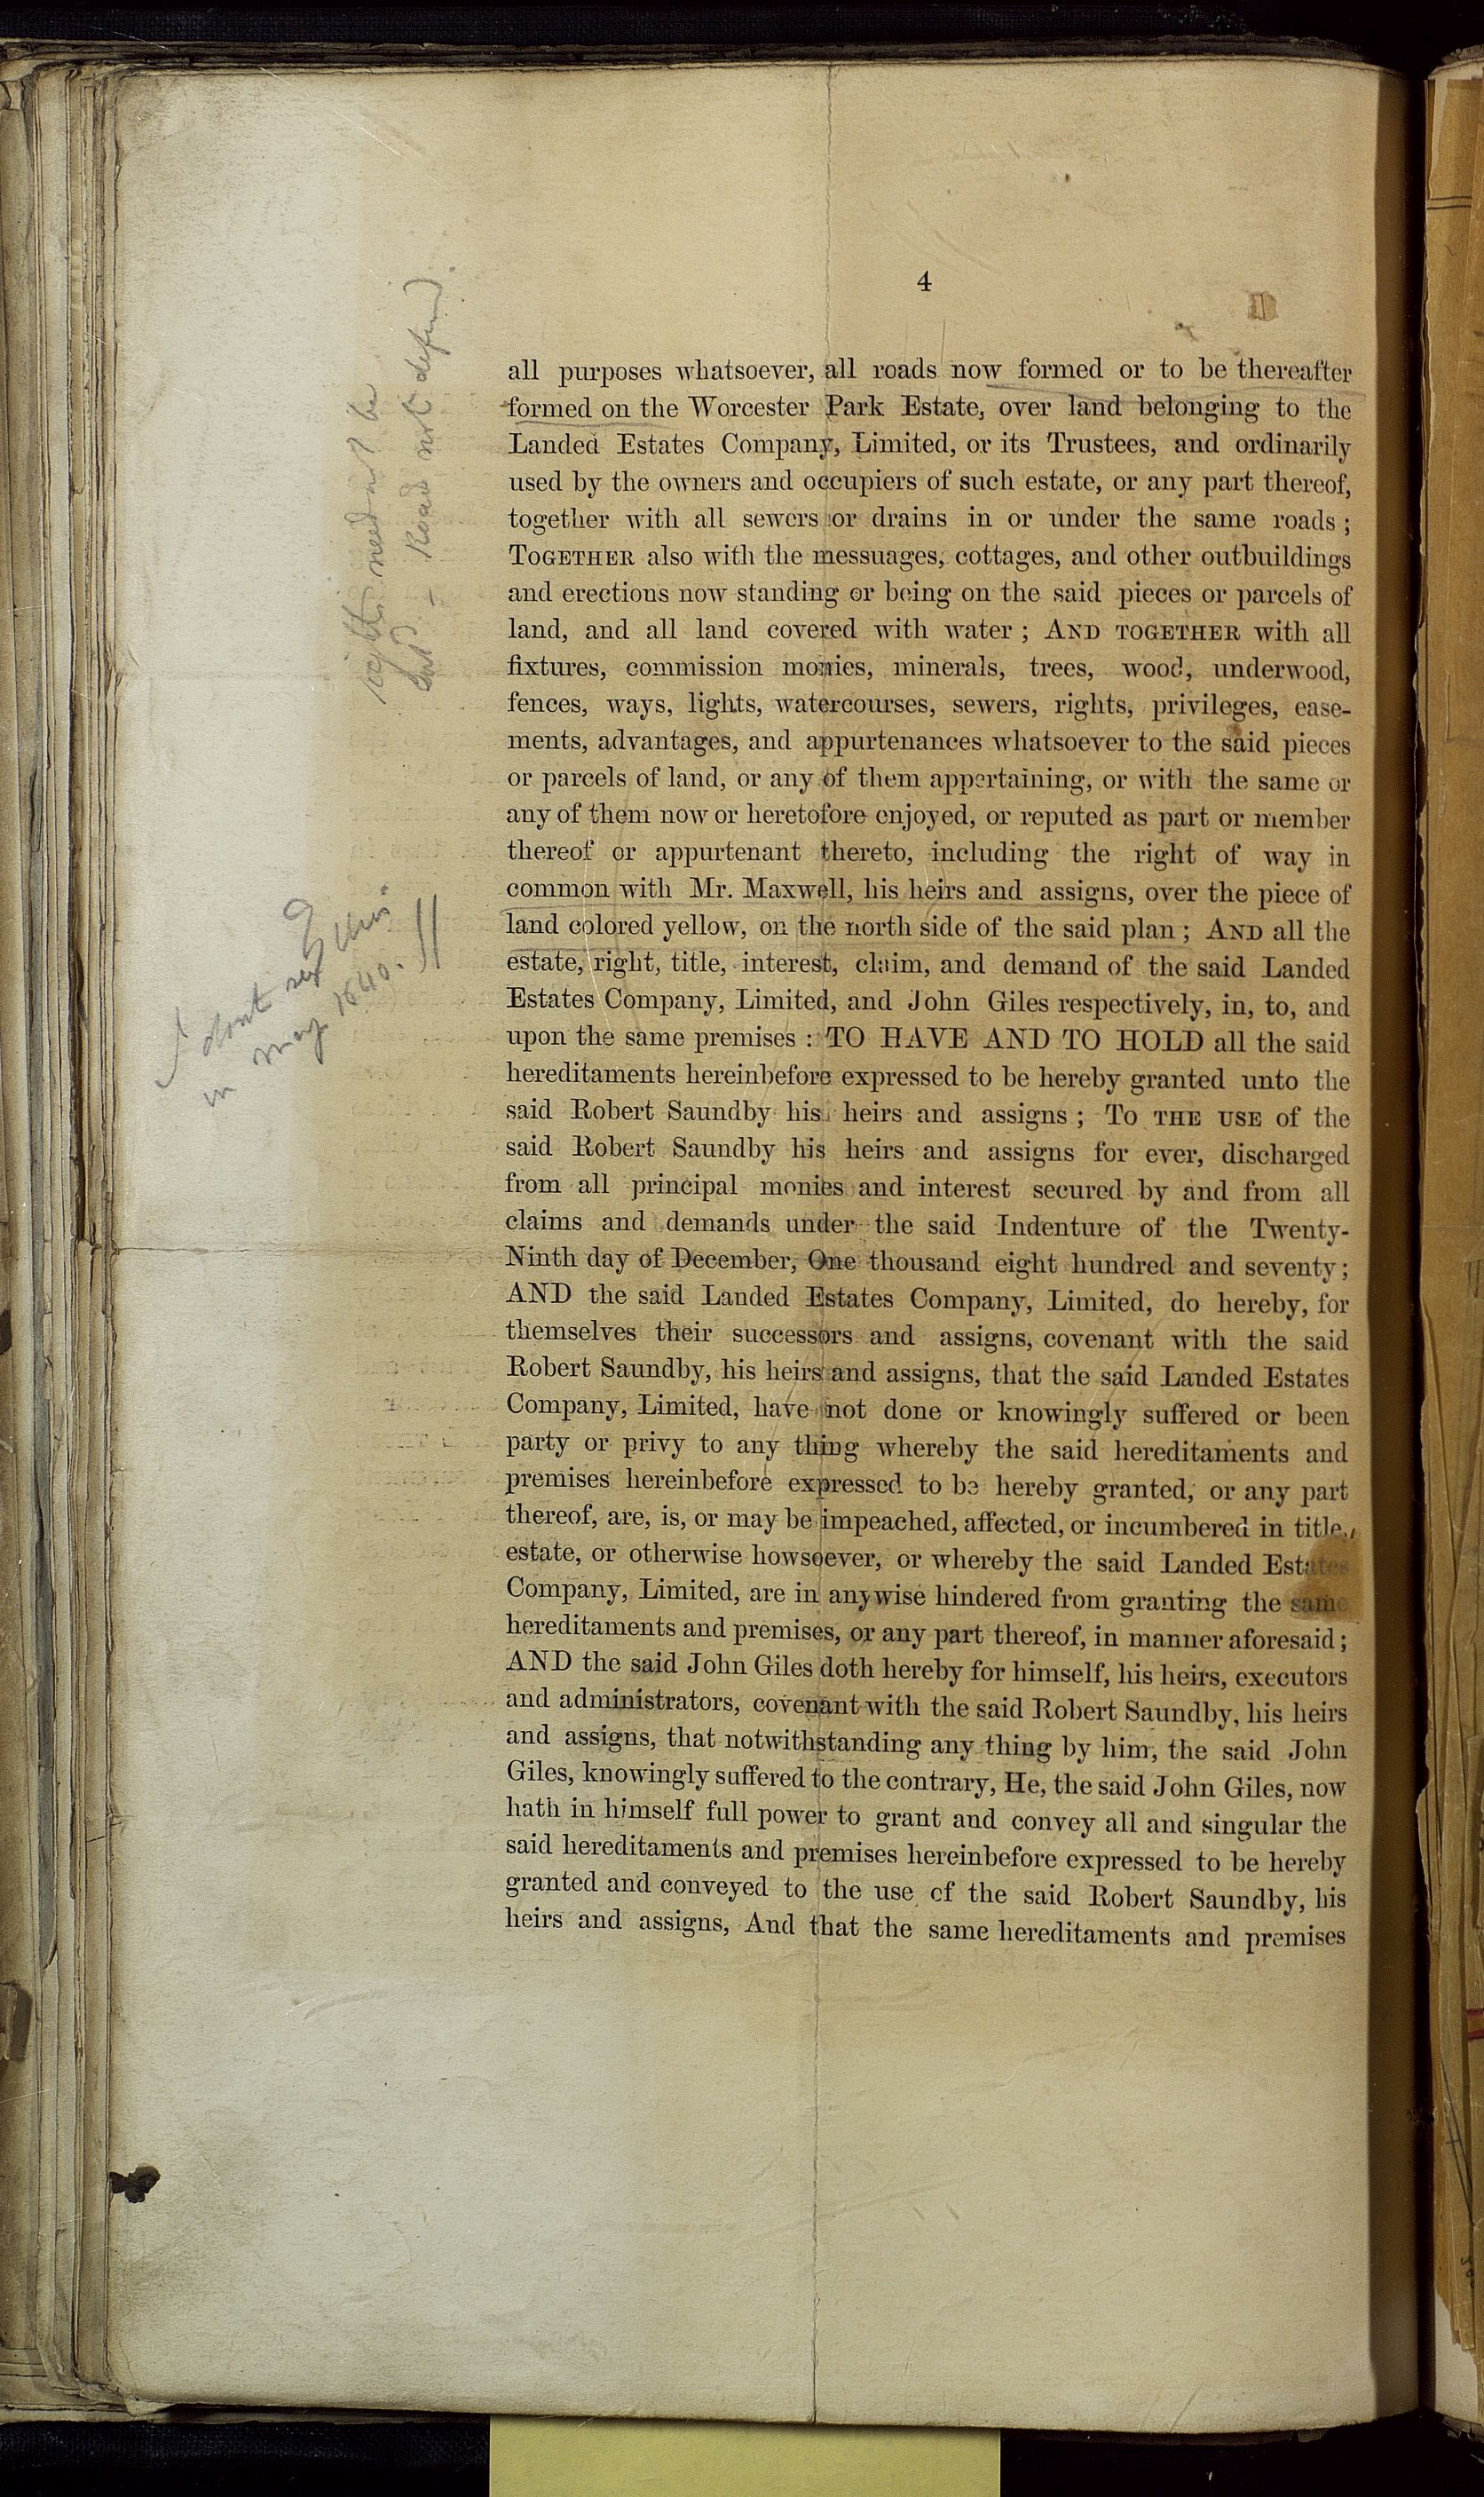 4
all purposes whatsoever, all roads now formed or to be thereafter
formed on the Worcester Park Estate, over land belonging to the
Landed Estates Company, Limited, or its Trustees, and ordinarily
used by the owners and occupiers of such estate, or any part thereof,
together with all sewers or drains in or under the same roads ;
TOGETHER also with the messuages, cottages, and other outbuildings
and erections now standing or being on the said pieces or parcels of
land, and all land covered with water ; AND TOGETHER with all
fixtures, commission monies, minerals, trees, wood, underwood,
fences, ways, lights, watercourses, sewers, rights, privileges, ease-
ments, advantages, and appurtenances whatsoever to the said pieces
or parcels of land, or any of them appertaining, or with the same or
any of them now or heretofore enjoyed, or reputed as part or member
thereof or appurtenant thereto, including the right of way in
common with Mr. Maxwell, his heirs and assigns, over the piece of
land colored yellow, on the north side of the said plan ; AND all the
estate, right, title, interest, claim, and demand of the said Landed
Estates Company, Limited, and John Giles respectively, in, to, and
upon the same premises : TO HAVE AND TO HOLD all the said
hereditaments hereinbefore expressed to be hereby granted unto the
said Robert Saundby his heirs and assigns ; To THE USE of the
said Robert Saundby his heirs and assigns for ever, discharged
from all principal monies and interest secured by and from all
claims and demands under the said Indenture of the Twenty-
Ninth day of December, One thousand eight hundred and seventy ;
AND the said Landed Estates Company, Limited, do hereby, for
themselves their successors and assigns, covenant with the said
Robert Saundby, his heirs and assigns, that the said Landed Estates
Company, Limited, have not done or knowingly suffered or been
party or privy to any thing whereby the said hereditaments and
premises hereinbefore expressed to be hereby granted, or any part
thereof, are, is, or may be impeached, affected, or incumbered in title,
estate, or otherwise howsoever, or whereby the said Landed Estates
Company, Limited, are in anywise hindered from granting the same
hereditaments and premises, or any part thereof, in manner aforesaid ;
AND the said John Giles doth hereby for himself, his heirs, executors
and administrators, covenant with the said Robert Saundby, his heirs
and assigns, that notwithstanding any thing by him, the said John
Giles, knowingly suffered to the contrary, He, the said John Giles, now
hath in himself full power to grant and convey all and singular the
said hereditaments and premises hereinbefore expressed to be hereby
granted and conveyed to the use of the said Robert Saundby, his
heirs and assigns, And that the same hereditaments and premises
rights need be
Road not
I dont this
in may